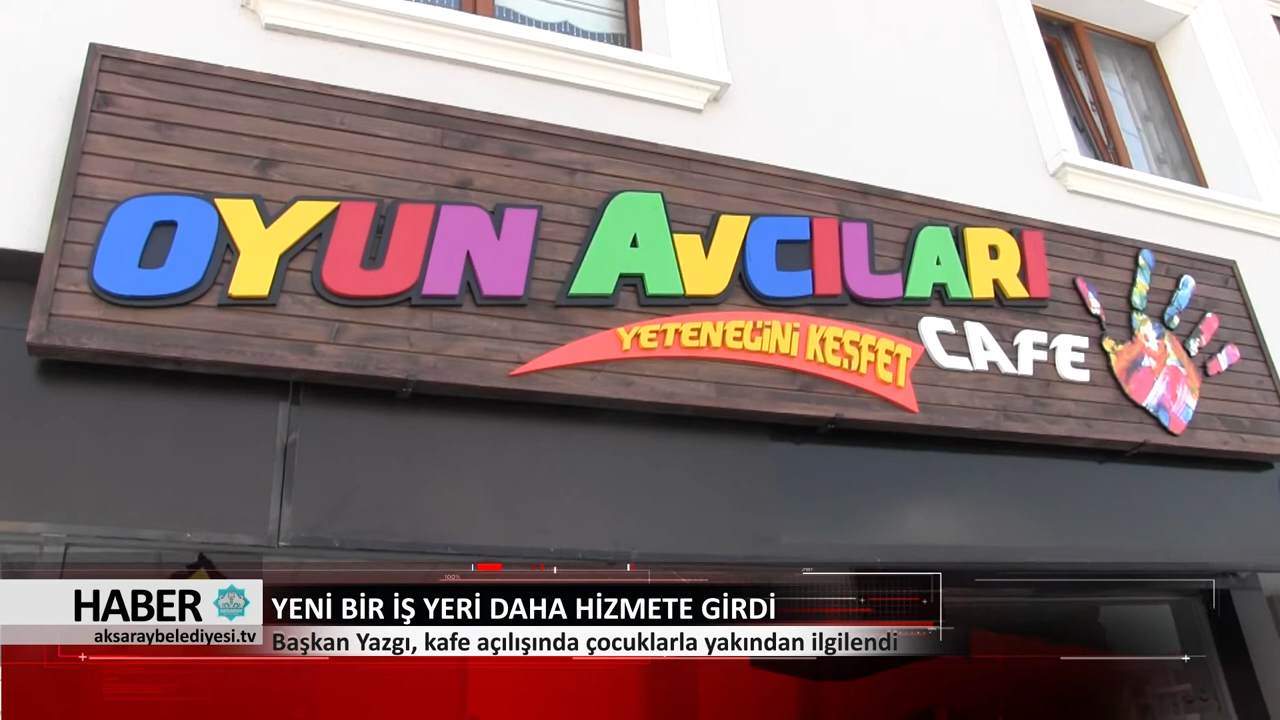 OYUN AVCILARI
YETENEĞİNİ KEŞFET
CAFE
HABER
aksaraybelediyesi.tv
YENİ BİR İŞ YERİ DAHA HİZMETE GİRDİ
Başkan Yazgı, kafe açılışında çocuklarla yakından ilgilendi
100%